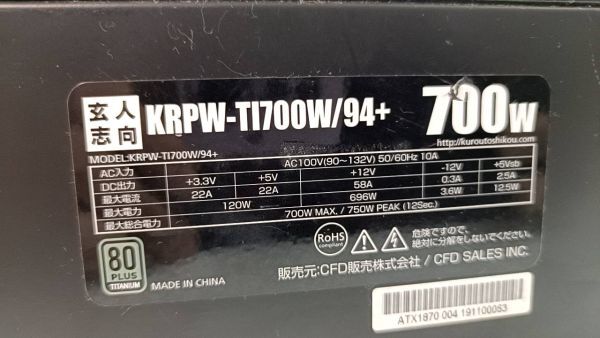 玄人志向
KRPW-TI700W/94+
700W
http://kuroutoshikou.com/
MODEL:KRPW-TI700W/94+
AC入力 AC100V(90〜132V) 50/60Hz 10A
DC出力 +3.3V +5V +12V -12V +5Vsb
最大電流 22A 22A 58A 0.3A 2.5A
最大電力 120W 696W 3.6W 12.5W
最大総合電力 700W MAX. / 750W PEAK (12Sec.)
RoHS
compliant
危険ですので、
絶対に分解をしないでください。
80
PLUS
TITANIUM
MADE IN CHINA
販売元:CFD販売株式会社 / CFD SALES INC.
ATX1870 004 191100063